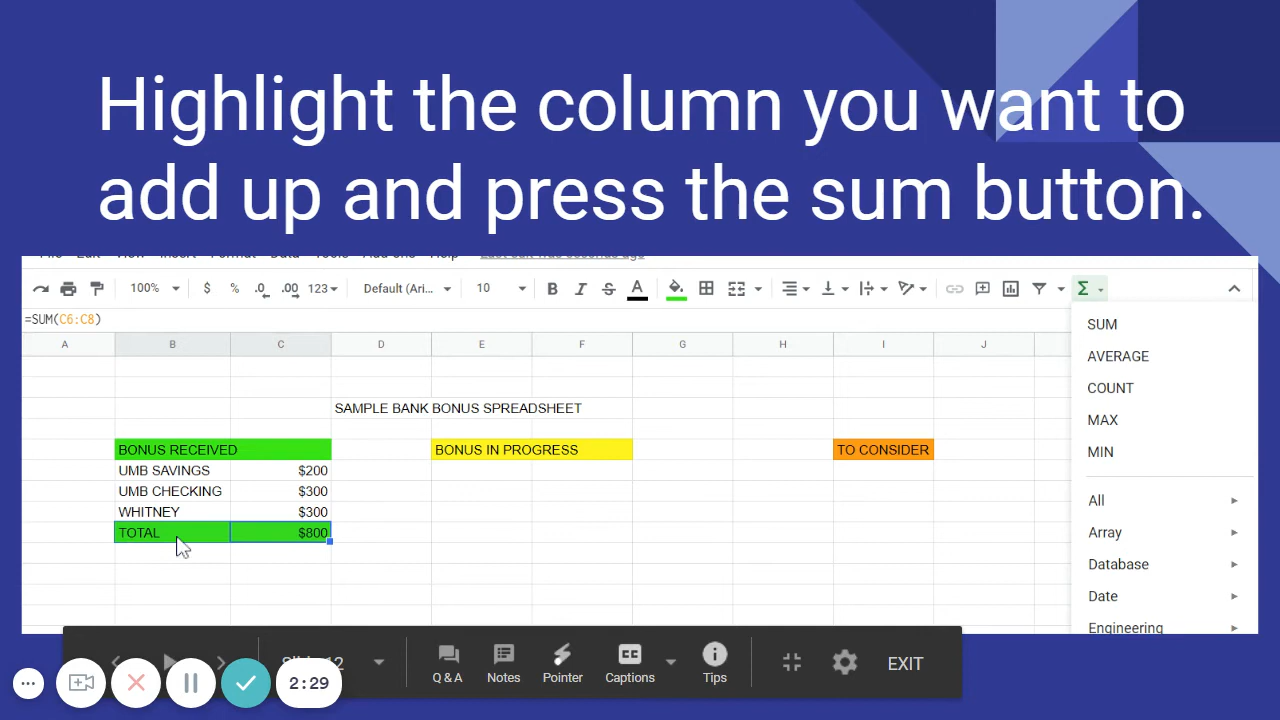 Highlight the column you want to
add up and press the sum button.
100% $ % .0 .00 123 Default (Ari... 10 B I S A Σ
=SUM(C6:C8)
A B C D E F G H I J
SUM
AVERAGE
COUNT
MAX
MIN
All
Array
Database
Date
Engineering
SAMPLE BANK BONUS SPREADSHEET
BONUS RECEIVED BONUS IN PROGRESS TO CONSIDER
UMB SAVINGS $200
UMB CHECKING $300
WHITNEY $300
TOTAL $800
Q & A Notes Pointer CC Captions Tips EXIT
2:29